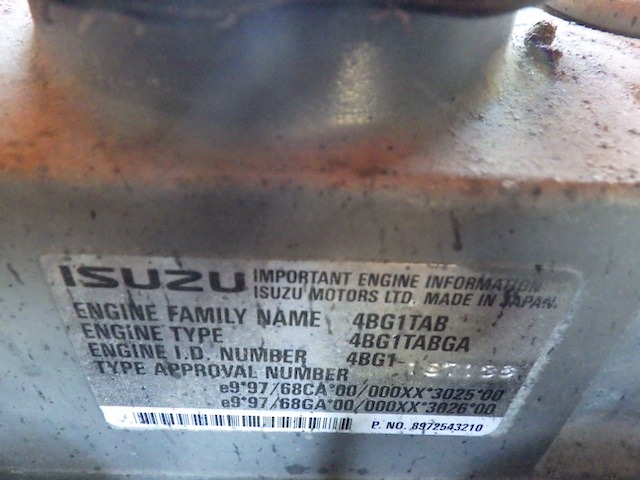 ISUZU IMPORTANT ENGINE INFORMATION
ISUZU MOTORS LTD. MADE IN JAPAN.
ENGINE FAMILY NAME 4BG1TAB
ENGINE TYPE 4BG1TABGA
ENGINE I.D. NUMBER 4BG1-
TYPE APPROVAL NUMBER
e9*97/68CA*00/000XX*3025*00
e9*97/68GA*00/000XX*3026*00
P. NO. 8972543210